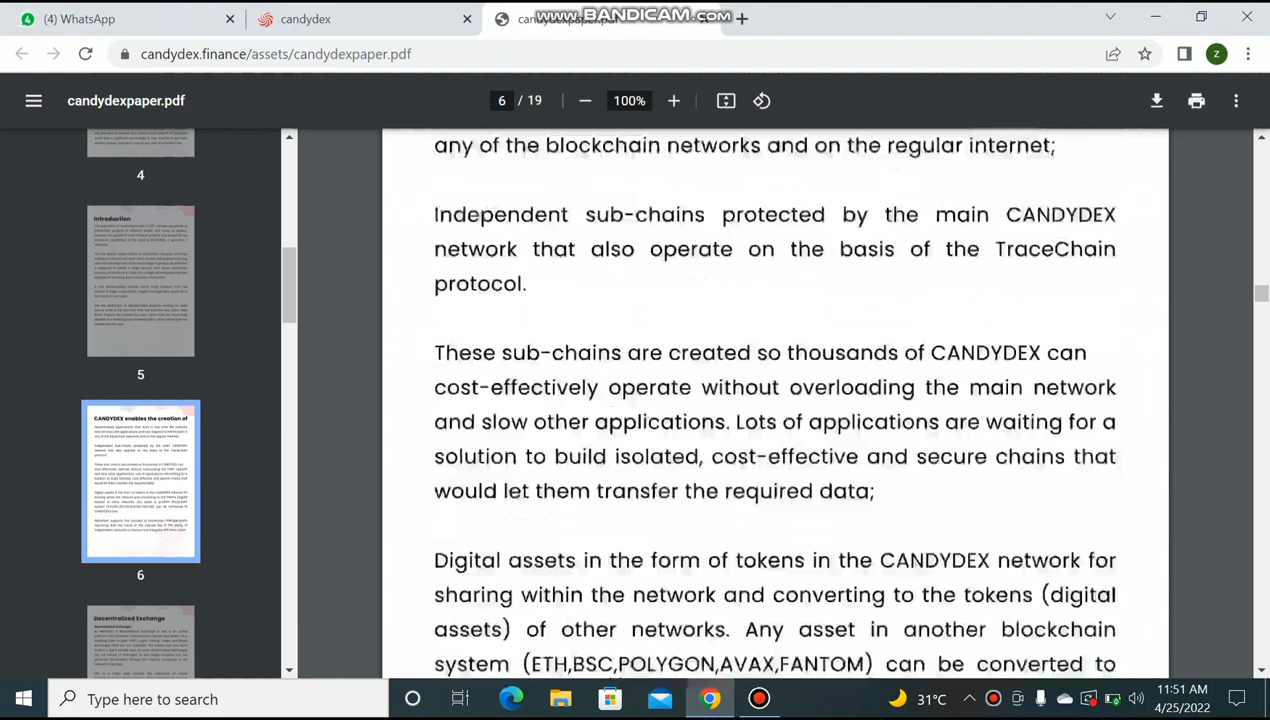 (4) WhatsApp
candydex
candydexpaper.pdf
WWW.BANDICAM.COM
candydex.finance/assets/candydexpaper.pdf
Z
candydexpaper.pdf
6 / 19
100%
4
Introduction
5
CANDYDEX enables the creation of
6
Decentralized Exchange
any of the blockchain networks and on the regular internet;
Independent sub-chains protected by the main CANDYDEX
network that also operate on the basis of the TraceChain
protocol.
These sub-chains are created so thousands of CANDYDEX can
cost-effectively operate without overloading the main network
and slow other applications. Lots of applications are waiting for a
solution to build isolated, cost-effective and secure chains that
would let them transfer the required data;
Digital assets in the form of tokens in the CANDYDEX network for
sharing within the network and converting to the tokens (digital
assets) of other networks. Any asset in another blockchain
system (ETH,BSC,POLYGON,AVAX,FANTOM) can be converted to
Type here to search
31°C
11:51 AM
4/25/2022